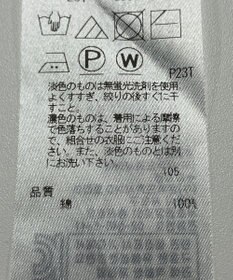 P
W
P23T
淡色のものは無蛍光洗剤を使用
よくすすぎ、絞りの後すぐに干
すこと。
濃色のものは、着用による摩擦
で色落ちすることがありますの
で、組合せの衣服にご注意くだ
さい。また、淡色のものとは別
にお洗い下さい。
105
品質
綿 100%